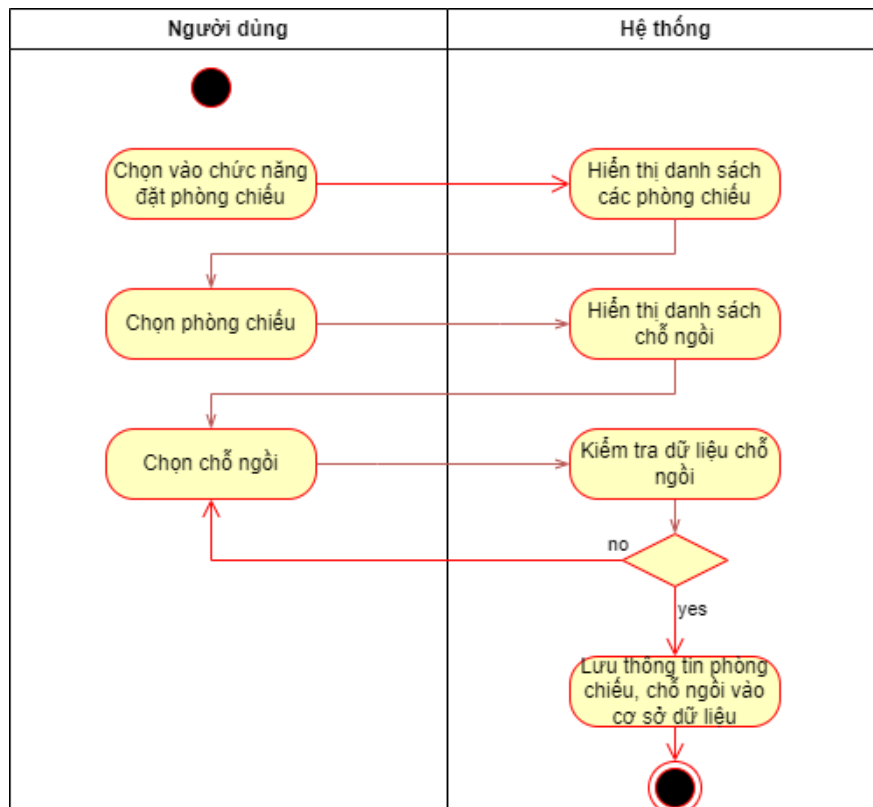 Người dùng
Hệ thống
Chọn vào chức năng
đặt phòng chiếu
Hiển thị danh sách
các phòng chiếu
Chọn phòng chiếu
Hiển thị danh sách
chỗ ngồi
Chọn chỗ ngồi
Kiểm tra dữ liệu chỗ
ngồi
no
yes
Lưu thông tin phòng
chiếu, chỗ ngồi vào
cơ sở dữ liêu